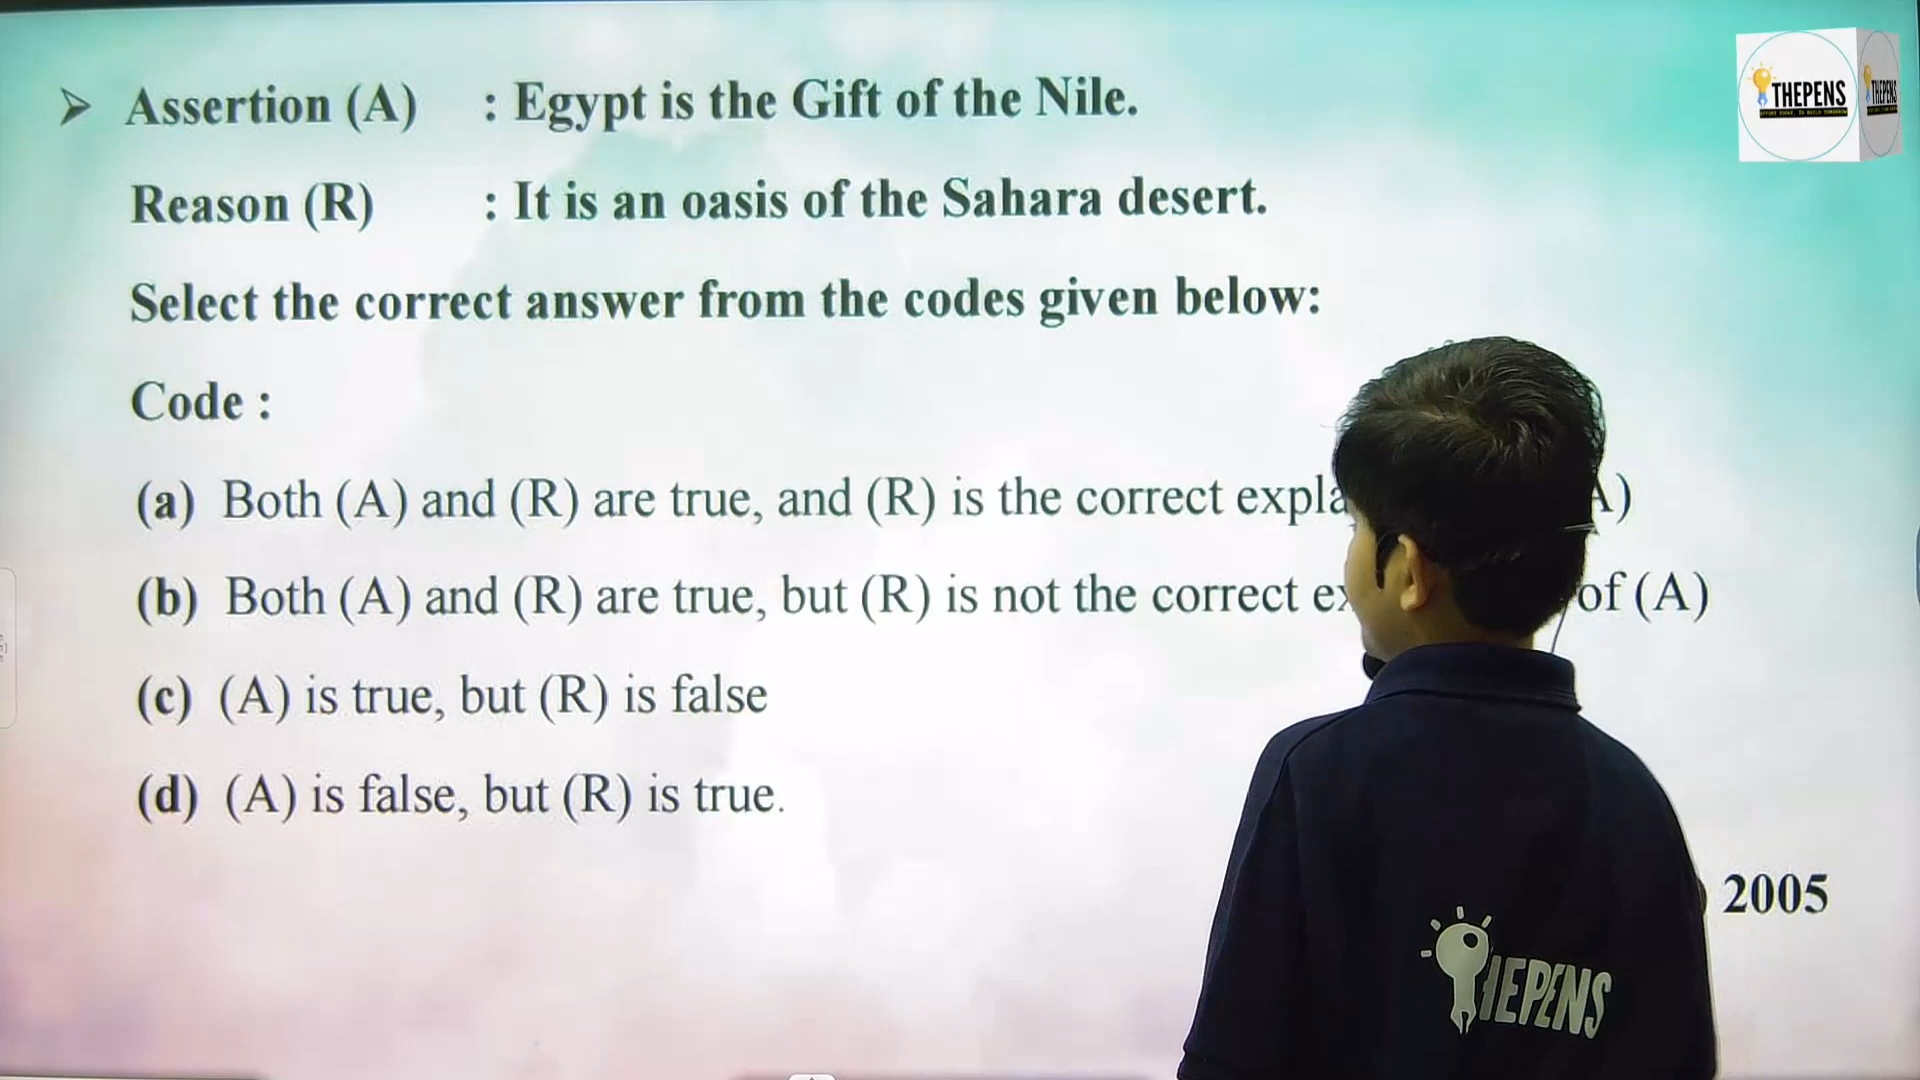 ➤ Assertion (A) : Egypt is the Gift of the Nile.
Reason (R) : It is an oasis of the Sahara desert.
Select the correct answer from the codes given below:
Code :
(a) Both (A) and (R) are true, and (R) is the correct A)
(b) Both (A) and (R) are true, but (R) is not the correct of (A)
(c) (A) is true, but (R) is false
(d) (A) is false, but (R) is true.
2005
THEPENS
THEPENS
THEPENS